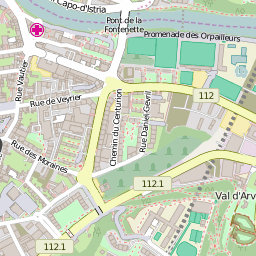 Capo-d'Istria
Pont de la
Fontenette
Promenade des Orpailleurs
Rue Vautier
Rue de Veyrier
112
Chemin du Centurion
Rue Daniel-Gevril
Rue des Moraines
112.1
Val d'Arv
112.1